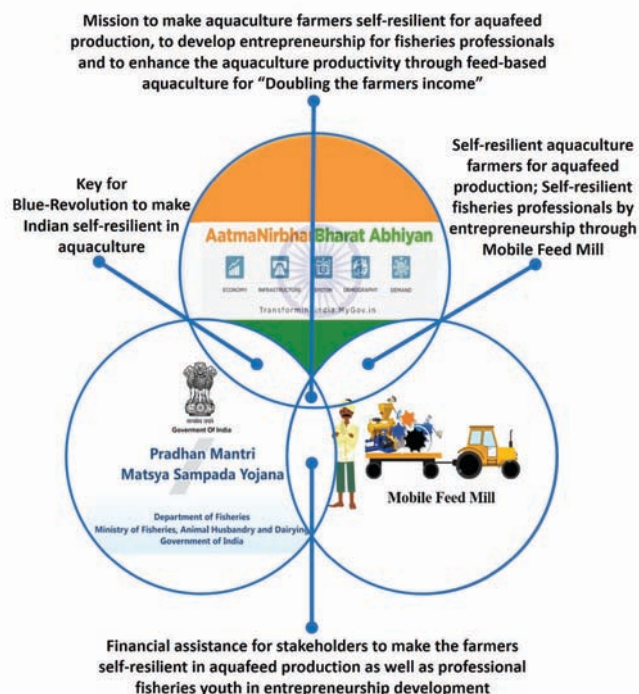 Mission to make aquaculture farmers self-resilient for aquafeed
production, to develop entrepreneurship for fisheries professionals
and to enhance the aquaculture productivity through feed-based
aquaculture for “Doubling the farmers income”
Key for
Blue-Revolution to make
Indian self-resilient in
aquaculture
Self-resilient aquaculture
farmers for aquafeed
production; Self-resilient
fisheries professionals by
entrepreneurship through
Mobile Feed Mill
AatmaNirbhar Bharat Abhiyan
ECONOMY INFRASTRUCTURE SYSTEM DEMOGRAPHY DEMAND
Government Of India
Pradhan Mantri
Matsya Sampada Yojana
Department of Fisheries
Ministry of Fisheries, Animal Husbandry and Dairying
Government of India
Mobile Feed Mill
Financial assistance for stakeholders to make the farmers
self-resilient in aquafeed production as well as professional
fisheries youth in entrepreneurship development